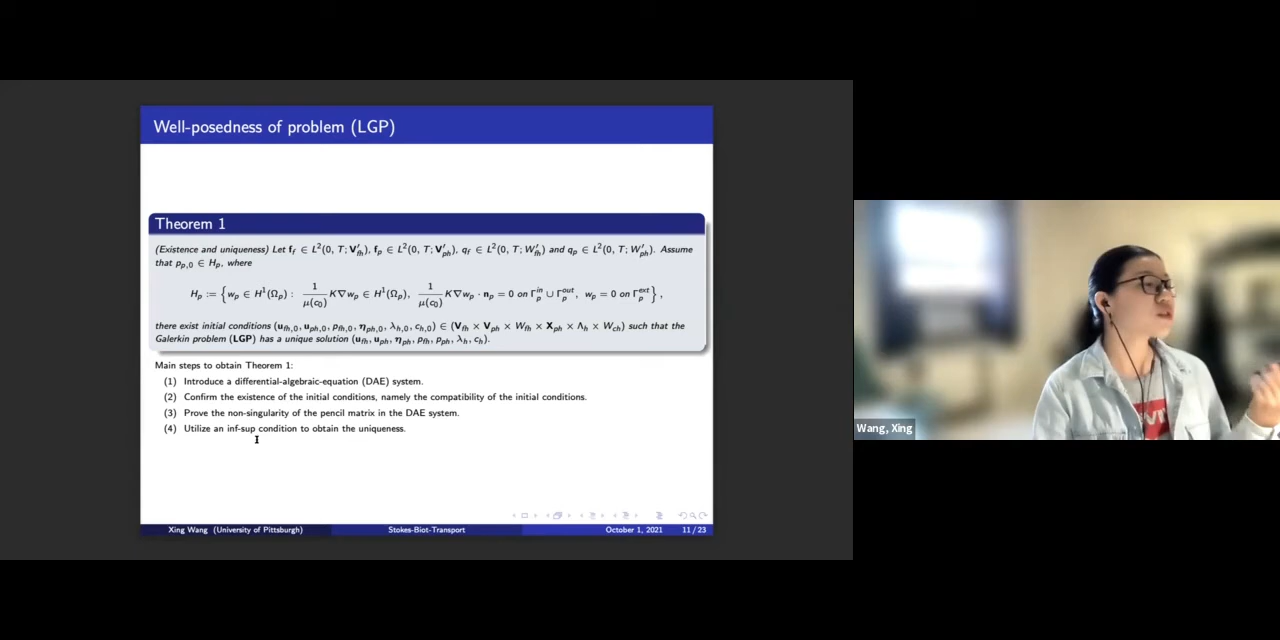 Well-posedness of problem (LGP)
Theorem 1
(Existence and uniqueness) Let f_f ∈ L²(0, T; V′_fh), f_p ∈ L²(0, T; V′_ph), q_f ∈ L²(0, T; W′_fh) and q_p ∈ L²(0, T; W′_ph). Assume
that p_p,0 ∈ H_p, where
H_p := { w_p ∈ H¹(Ω_p) : 1/μ(c₀) K∇w_p ∈ H¹(Ω_p), 1/μ(c₀) K∇w_p · n_p = 0 on Γ_p^in ∪ Γ_p^out, w_p = 0 on Γ_p^ext },
there exist initial conditions (u_fh,0, u_ph,0, p_fh,0, η_ph,0, λ_h,0, c_h,0) ∈ (V_fh × V_ph × W_fh × X_ph × Λ_h × W_ch) such that the
Galerkin problem (LGP) has a unique solution (u_fh, u_ph, η_ph, p_fh, p_ph, λ_h, c_h).
Main steps to obtain Theorem 1:
(1) Introduce a differential-algebraic-equation (DAE) system.
(2) Confirm the existence of the initial conditions, namely the compatibility of the initial conditions.
(3) Prove the non-singularity of the pencil matrix in the DAE system.
(4) Utilize an inf-sup condition to obtain the uniqueness.
Xing Wang (University of Pittsburgh) Stokes-Biot-Transport October 1, 2021 11 / 23
Wang, Xing